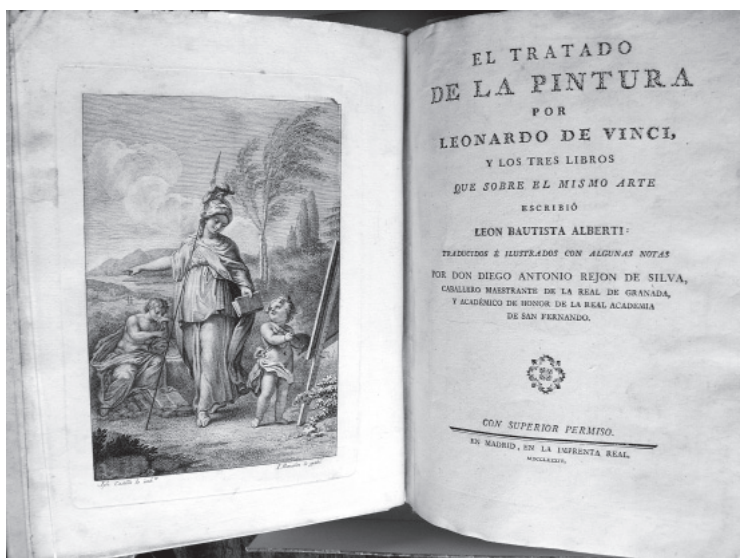 EL TRATADO
DE LA PINTURA
POR
LEONARDO DE VINCI,
Y LOS TRES LIBROS
QUE SOBRE EL MISMO ARTE
ESCRIBIÓ
LEON BAUTISTA ALBERTI:
TRADUCIDOS É ILUSTRADOS CON ALGUNAS NOTAS
POR DON DIEGO ANTONIO REJON DE SILVA,
CABALLERO MAESTRANTE DE LA REAL DE GRANADA,
Y ACADÉMICO DE HONOR DE LA REAL ACADEMIA
DE SAN FERNANDO.
CON SUPERIOR PERMISO.
EN MADRID, EN LA IMPRENTA REAL.